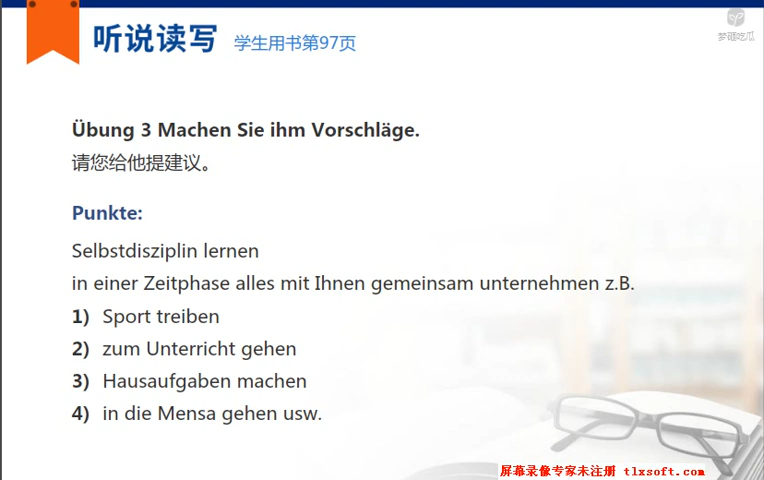 听说读写 学生用书第97页
梦砸吃瓜
Übung 3 Machen Sie ihm Vorschläge.
请您给他提建议。
Punkte:
Selbstdisziplin lernen
in einer Zeitphase alles mit Ihnen gemeinsam unternehmen z.B.
1) Sport treiben
2) zum Unterricht gehen
3) Hausaufgaben machen
4) in die Mensa gehen usw.
屏幕录像专家未注册 tlxsoft.com